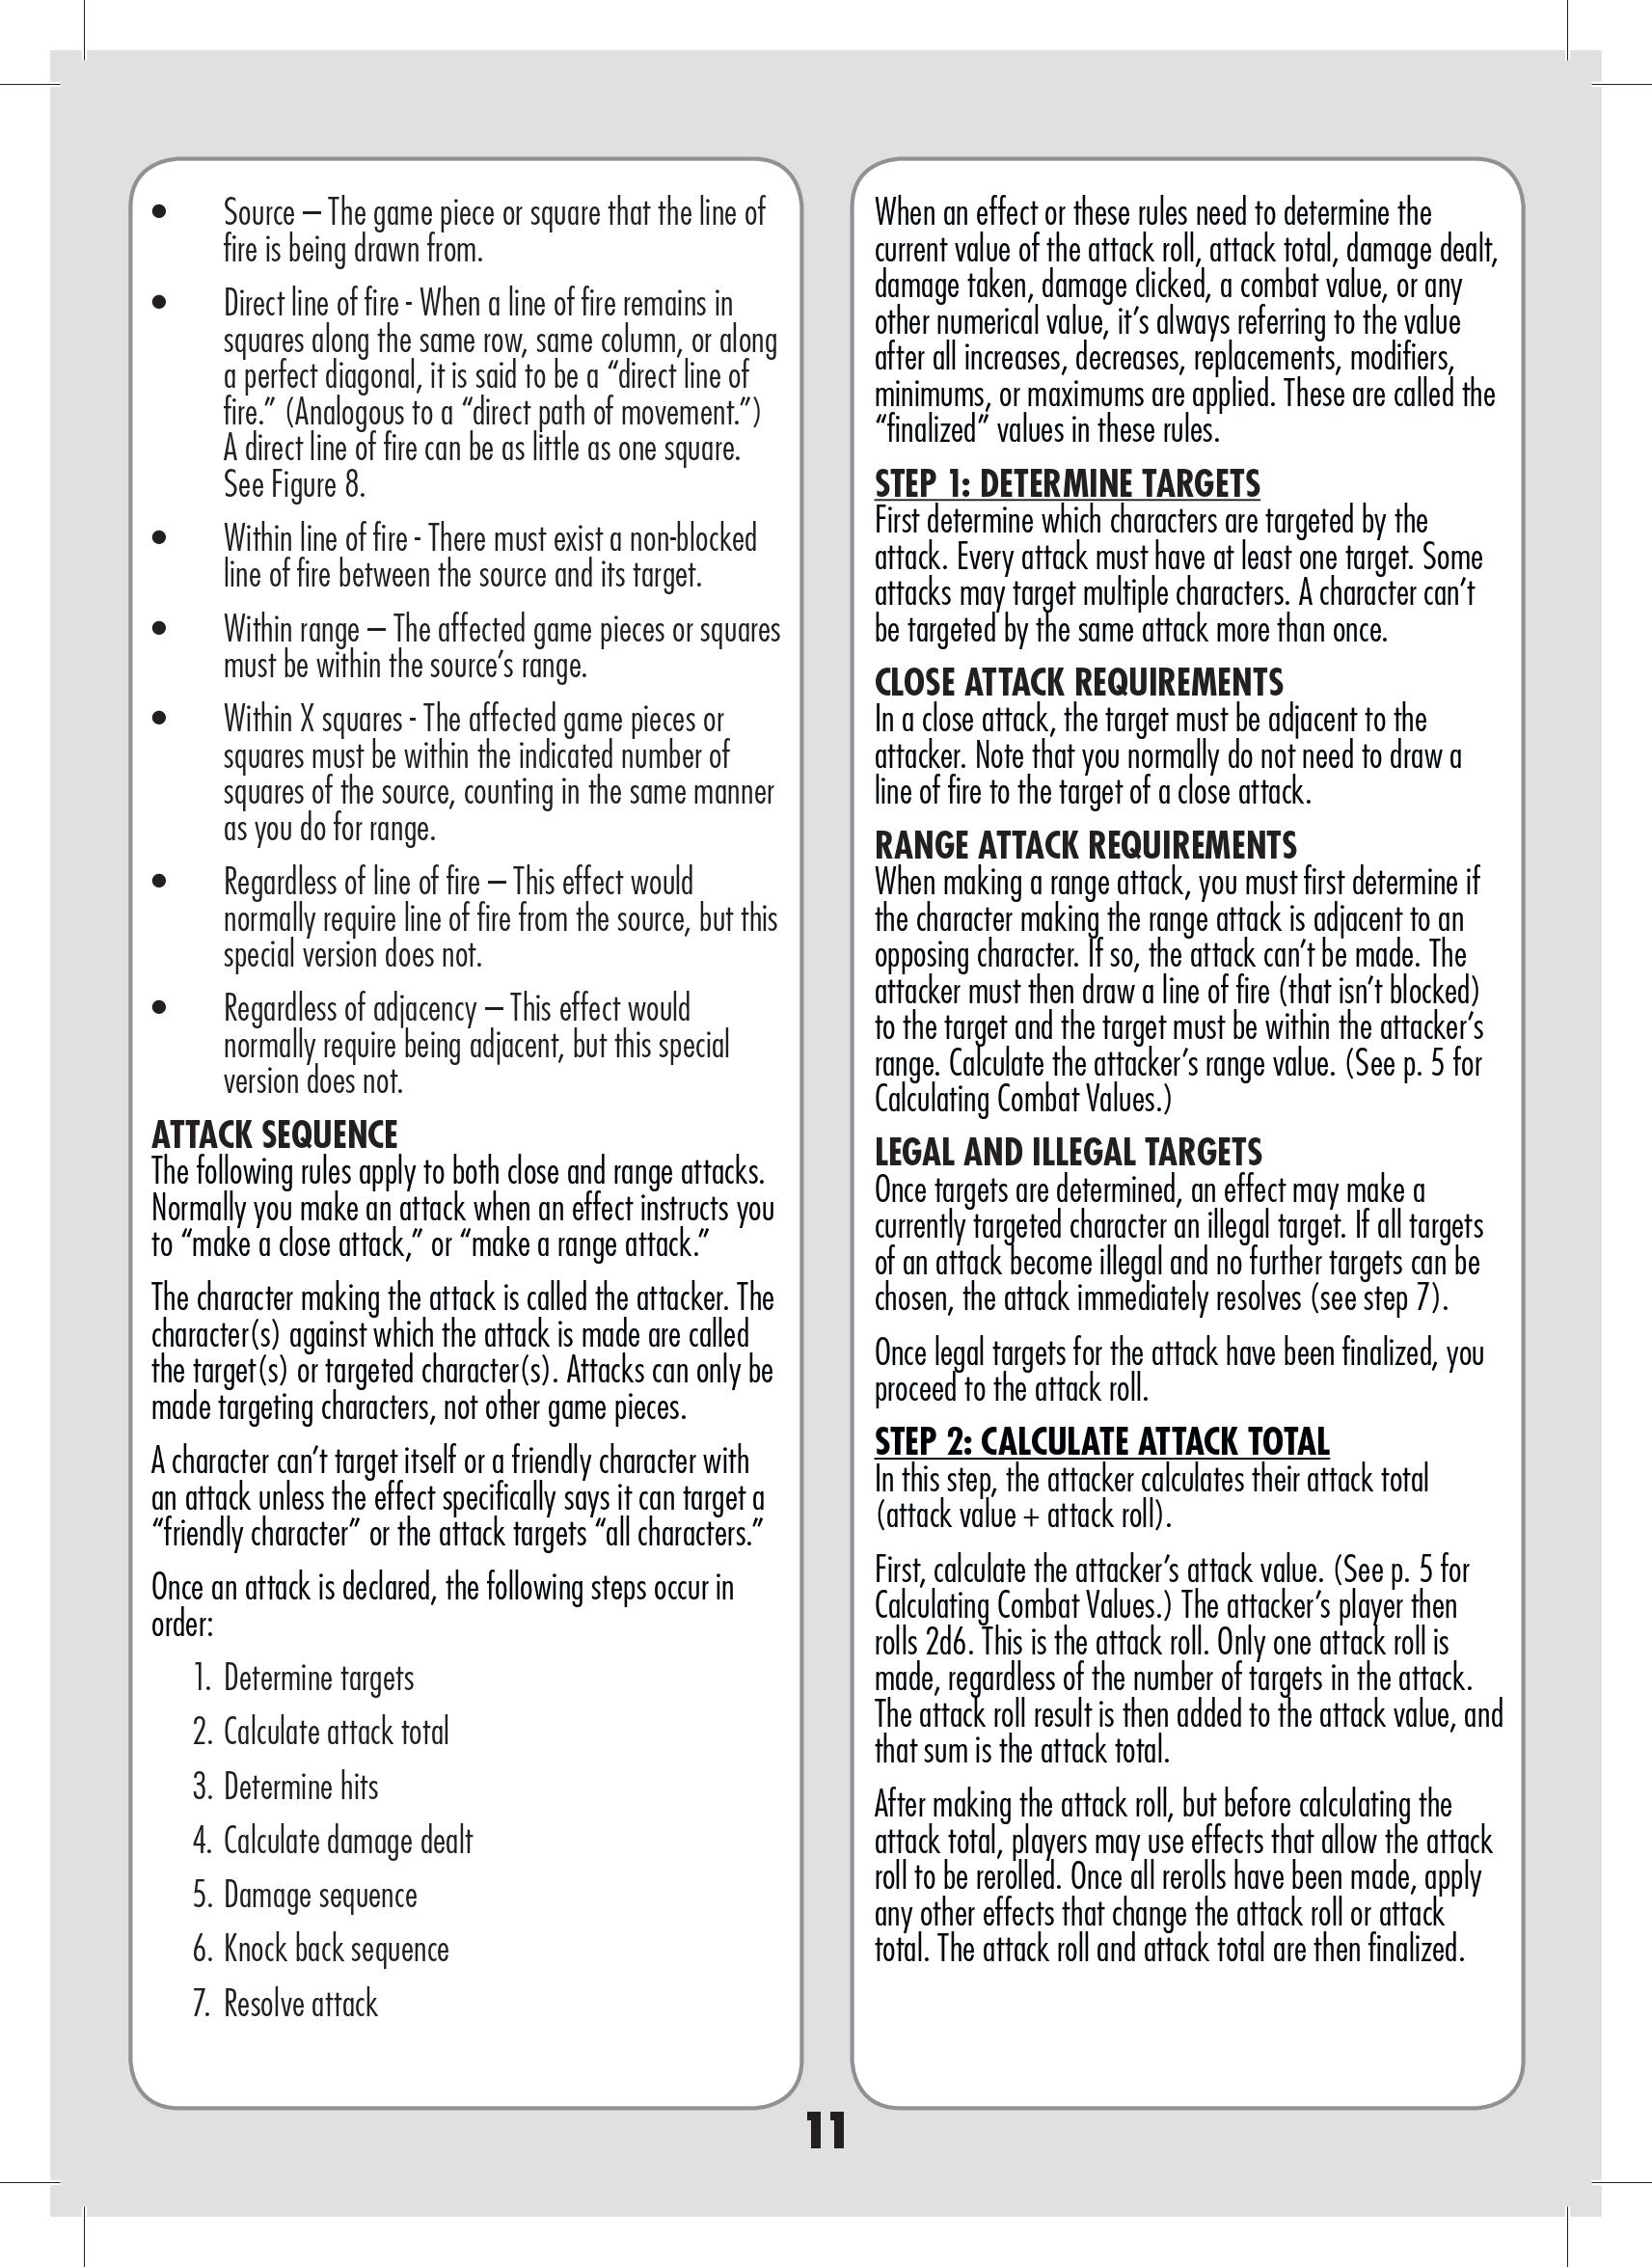 • Source – The game piece or square that the line of
fire is being drawn from.
• Direct line of fire - When a line of fire remains in
squares along the same row, same column, or along
a perfect diagonal, it is said to be a “direct line of
fire.” (Analogous to a “direct path of movement.”)
A direct line of fire can be as little as one square.
See Figure 8.
• Within line of fire - There must exist a non-blocked
line of fire between the source and its target.
• Within range – The affected game pieces or squares
must be within the source’s range.
• Within X squares - The affected game pieces or
squares must be within the indicated number of
squares of the source, counting in the same manner
as you do for range.
• Regardless of line of fire – This effect would
normally require line of fire from the source, but this
special version does not.
• Regardless of adjacency – This effect would
normally require being adjacent, but this special
version does not.
ATTACK SEQUENCE
The following rules apply to both close and range attacks.
Normally you make an attack when an effect instructs you
to “make a close attack,” or “make a range attack.”
The character making the attack is called the attacker. The
character(s) against which the attack is made are called
the target(s) or targeted character(s). Attacks can only be
made targeting characters, not other game pieces.
A character can’t target itself or a friendly character with
an attack unless the effect specifically says it can target a
“friendly character” or the attack targets “all characters.”
Once an attack is declared, the following steps occur in
order:
1. Determine targets
2. Calculate attack total
3. Determine hits
4. Calculate damage dealt
5. Damage sequence
6. Knock back sequence
7. Resolve attack
When an effect or these rules need to determine the
current value of the attack roll, attack total, damage dealt,
damage taken, damage clicked, a combat value, or any
other numerical value, it’s always referring to the value
after all increases, decreases, replacements, modifiers,
minimums, or maximums are applied. These are called the
“finalized” values in these rules.
STEP 1: DETERMINE TARGETS
First determine which characters are targeted by the
attack. Every attack must have at least one target. Some
attacks may target multiple characters. A character can’t
be targeted by the same attack more than once.
CLOSE ATTACK REQUIREMENTS
In a close attack, the target must be adjacent to the
attacker. Note that you normally do not need to draw a
line of fire to the target of a close attack.
RANGE ATTACK REQUIREMENTS
When making a range attack, you must first determine if
the character making the range attack is adjacent to an
opposing character. If so, the attack can’t be made. The
attacker must then draw a line of fire (that isn’t blocked)
to the target and the target must be within the attacker’s
range. Calculate the attacker’s range value. (See p. 5 for
Calculating Combat Values.)
LEGAL AND ILLEGAL TARGETS
Once targets are determined, an effect may make a
currently targeted character an illegal target. If all targets
of an attack become illegal and no further targets can be
chosen, the attack immediately resolves (see step 7).
Once legal targets for the attack have been finalized, you
proceed to the attack roll.
STEP 2: CALCULATE ATTACK TOTAL
In this step, the attacker calculates their attack total
(attack value + attack roll).
First, calculate the attacker’s attack value. (See p. 5 for
Calculating Combat Values.) The attacker’s player then
rolls 2d6. This is the attack roll. Only one attack roll is
made, regardless of the number of targets in the attack.
The attack roll result is then added to the attack value, and
that sum is the attack total.
After making the attack roll, but before calculating the
attack total, players may use effects that allow the attack
roll to be rerolled. Once all rerolls have been made, apply
any other effects that change the attack roll or attack
total. The attack roll and attack total are then finalized.
11